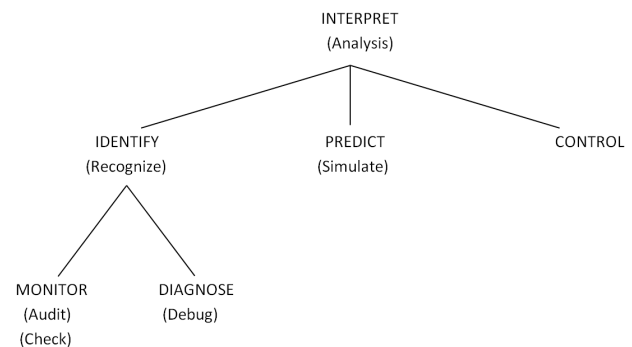 INTERPRET
(Analysis)
IDENTIFY
(Recognize)
PREDICT
(Simulate)
CONTROL
MONITOR
(Audit)
(Check)
DIAGNOSE
(Debug)